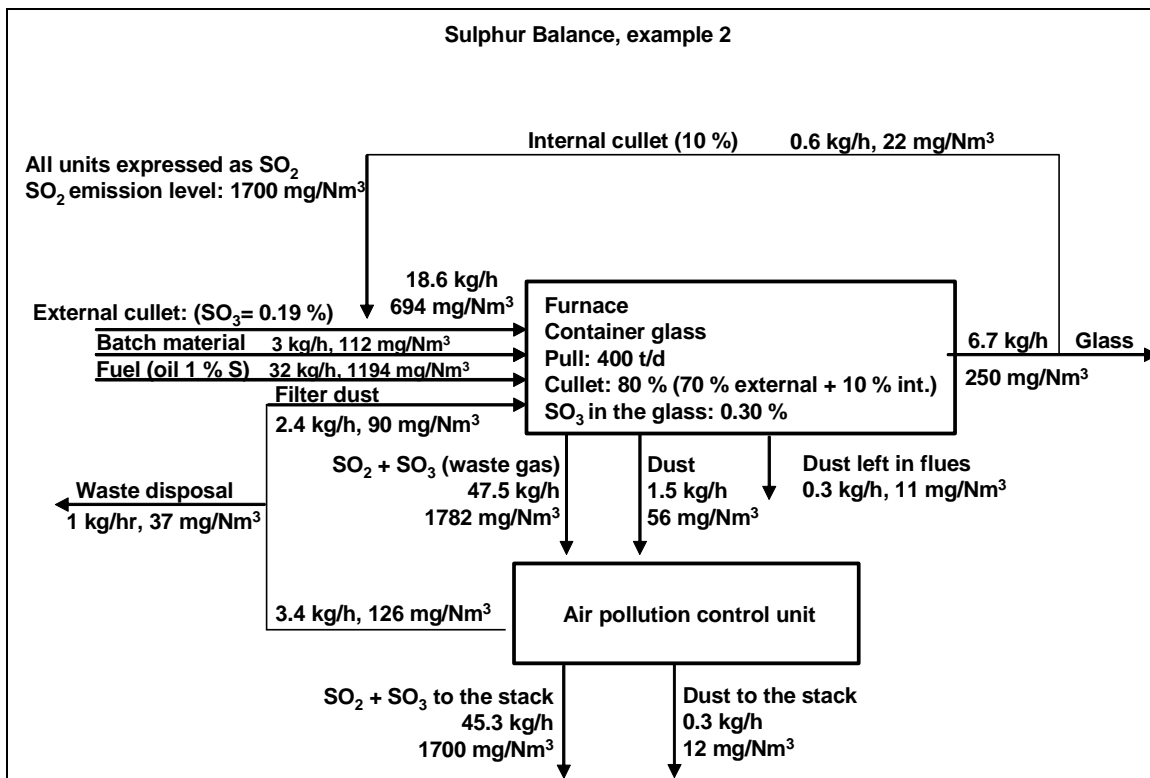 Sulphur Balance, example 2
Internal cullet (10 %) 0.6 kg/h, 22 mg/Nm³
All units expressed as SO₂
SO₂ emission level: 1700 mg/Nm³
18.6 kg/h
694 mg/Nm³
External cullet: (SO₃= 0.19 %)
Batch material 3 kg/h, 112 mg/Nm³
Fuel (oil 1 % S) 32 kg/h, 1194 mg/Nm³
Filter dust
2.4 kg/h, 90 mg/Nm³
Furnace
Container glass
Pull: 400 t/d
Cullet: 80 % (70 % external + 10 % int.)
SO₃ in the glass: 0.30 %
6.7 kg/h Glass
250 mg/Nm³
SO₂ + SO₃ (waste gas)
47.5 kg/h
1782 mg/Nm³
Dust
1.5 kg/h
56 mg/Nm³
Dust left in flues
0.3 kg/h, 11 mg/Nm³
Waste disposal
1 kg/hr, 37 mg/Nm³
3.4 kg/h, 126 mg/Nm³
Air pollution control unit
SO₂ + SO₃ to the stack
45.3 kg/h
1700 mg/Nm³
Dust to the stack
0.3 kg/h
12 mg/Nm³